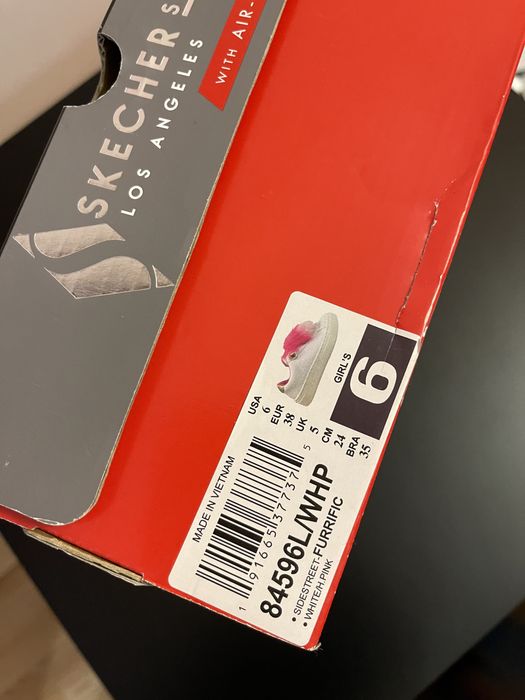 SKECHERS
LOS ANGELES
WITH AIR-
USA
6
EUR
38
UK
5
CM
24
BRA
35
GIRL'S
6
MADE IN VIETNAM
1 91665 37737 5
84596L/WHP
• SIDESTREET-FURRIFIC
• WHITE/H.PINK